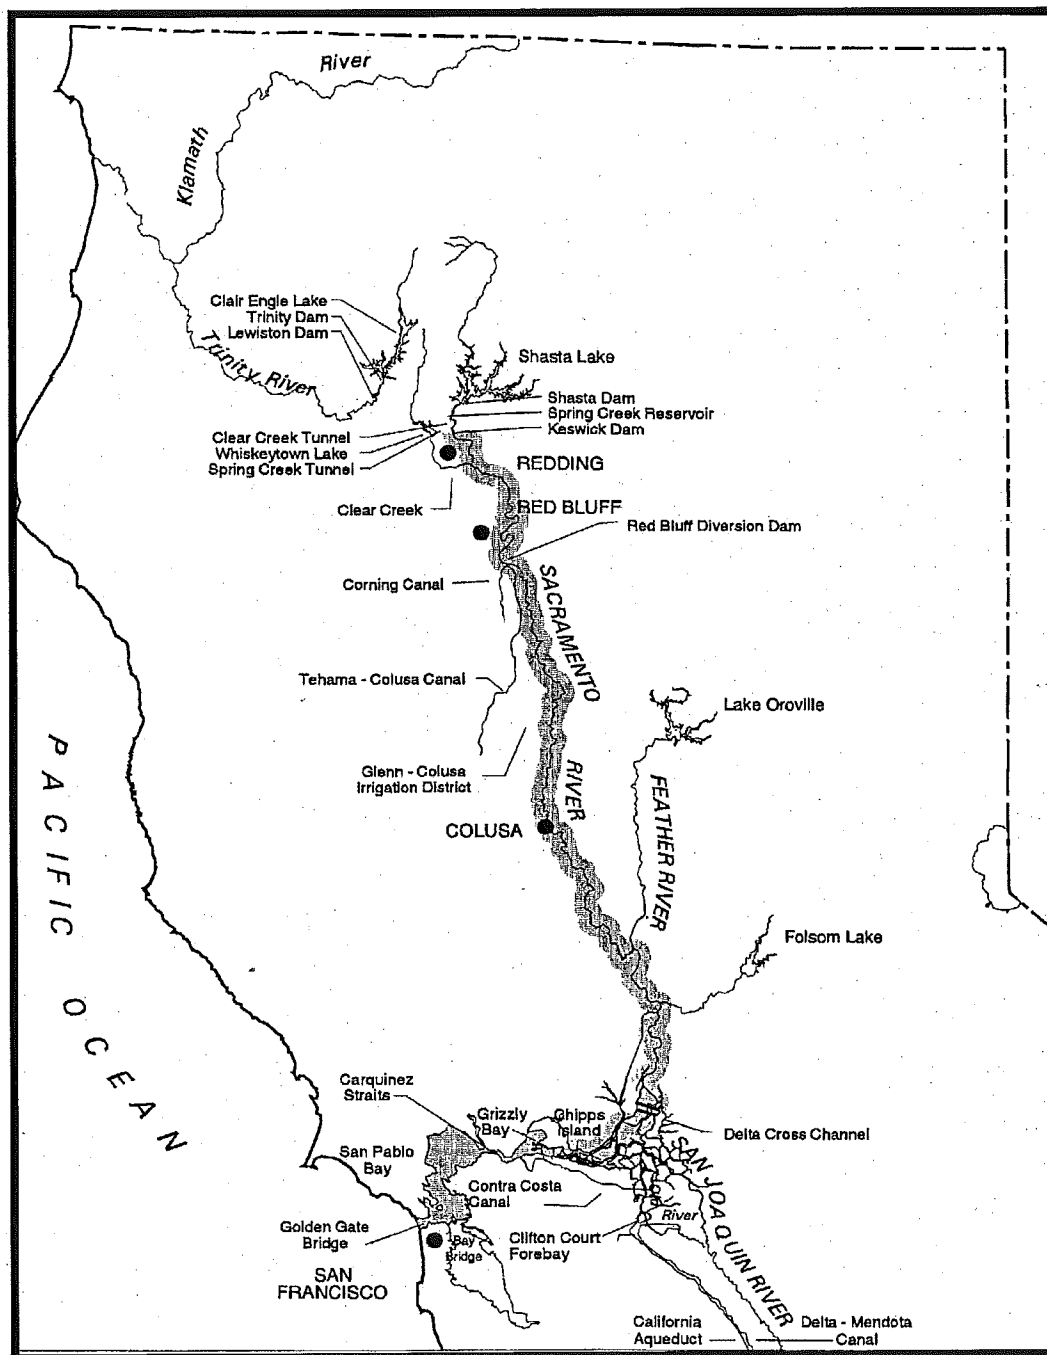 River
Klamath
Clair Engle Lake
Trinity Dam
Lewiston Dam
Trinity River
Shasta Lake
Shasta Dam
Spring Creek Reservoir
Keswick Dam
Clear Creek Tunnel
Whiskeytown Lake
Spring Creek Tunnel
REDDING
Clear Creek
RED BLUFF
Red Bluff Diversion Dam
Corning Canal
SACRAMENTO
RIVER
Tehama - Colusa Canal
Lake Oroville
Glenn - Colusa
Irrigation District
FEATHER RIVER
COLUSA
PACIFIC OCEAN
Folsom Lake
Carquinez
Straits
Grizzly
Bay
Chipps
Island
Delta Cross Channel
San Pablo
Bay
SAN JOAQUIN RIVER
Contra Costa
Canal
River
Golden Gate
Bridge
Bay
Bridge
Clifton Court
Forebay
SAN
FRANCISCO
California
Aqueduct
Delta - Mendota
Canal